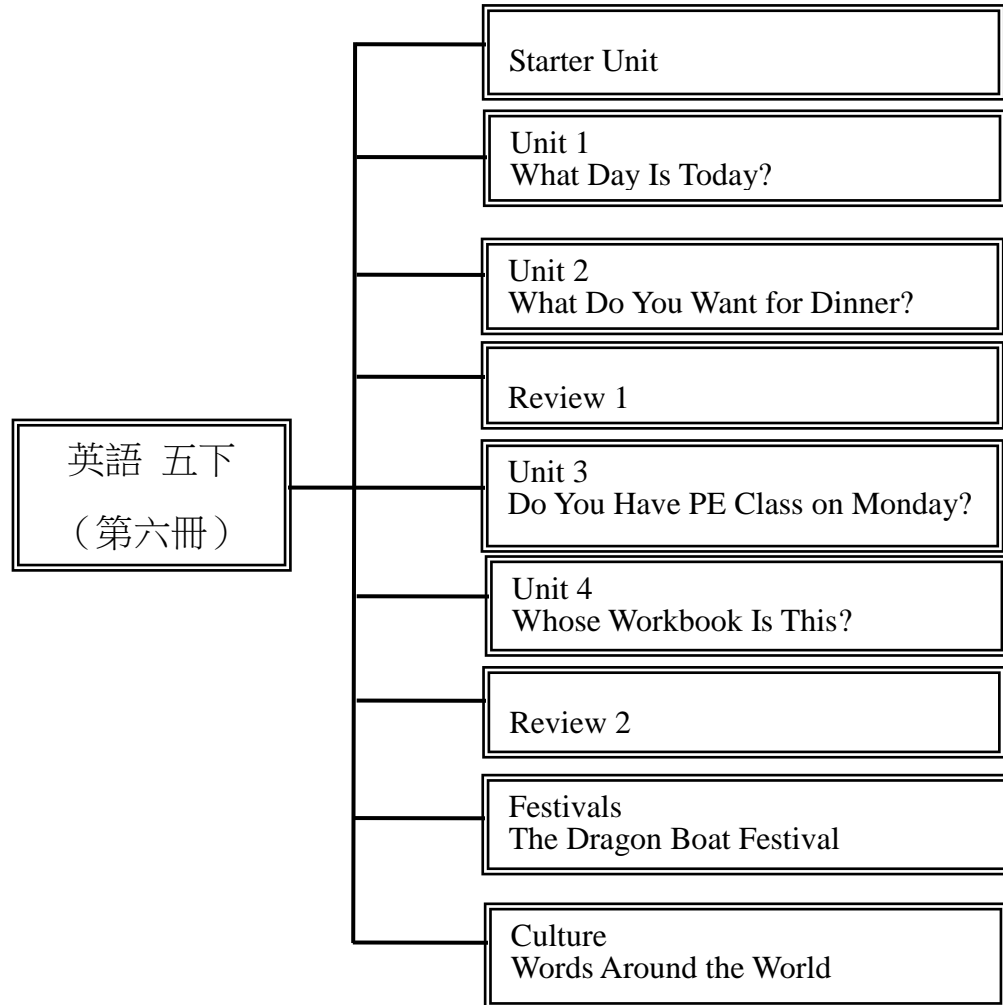 英語 五下
（第六冊）
Starter Unit
Unit 1
What Day Is Today?
Unit 2
What Do You Want for Dinner?
Review 1
Unit 3
Do You Have PE Class on Monday?
Unit 4
Whose Workbook Is This?
Review 2
Festivals
The Dragon Boat Festival
Culture
Words Around the World